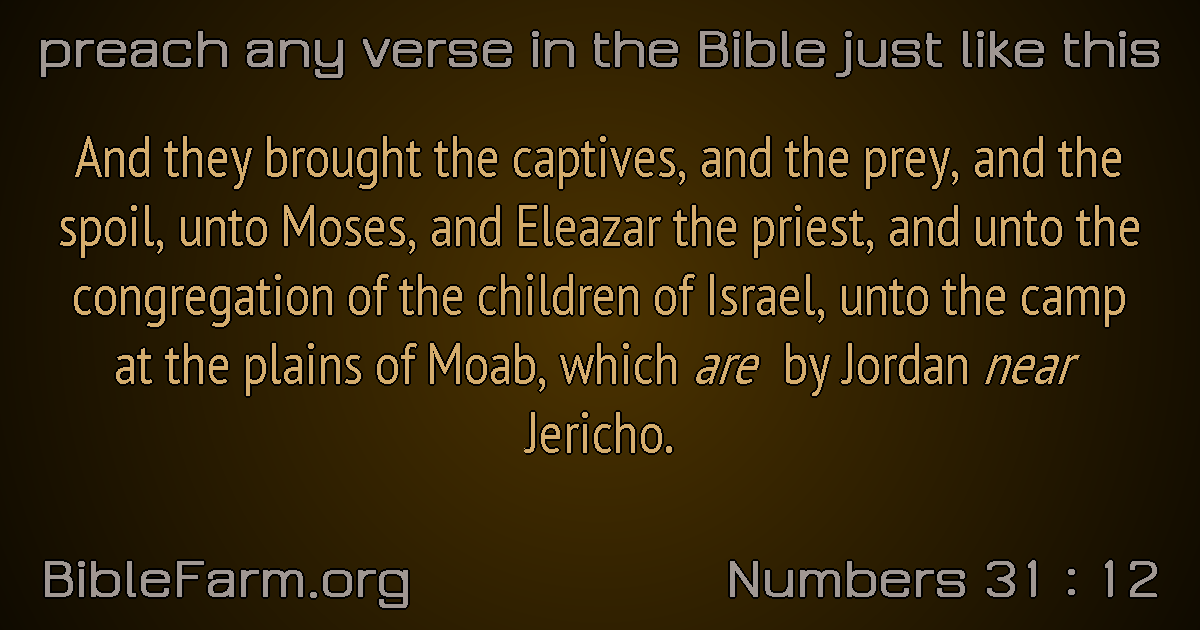 preach any verse in the Bible just like this
And they brought the captives, and the prey, and the
spoil, unto Moses, and Eleazar the priest, and unto the
congregation of the children of Israel, unto the camp
at the plains of Moab, which are by Jordan near
Jericho.
BibleFarm.org
Numbers 31 : 12